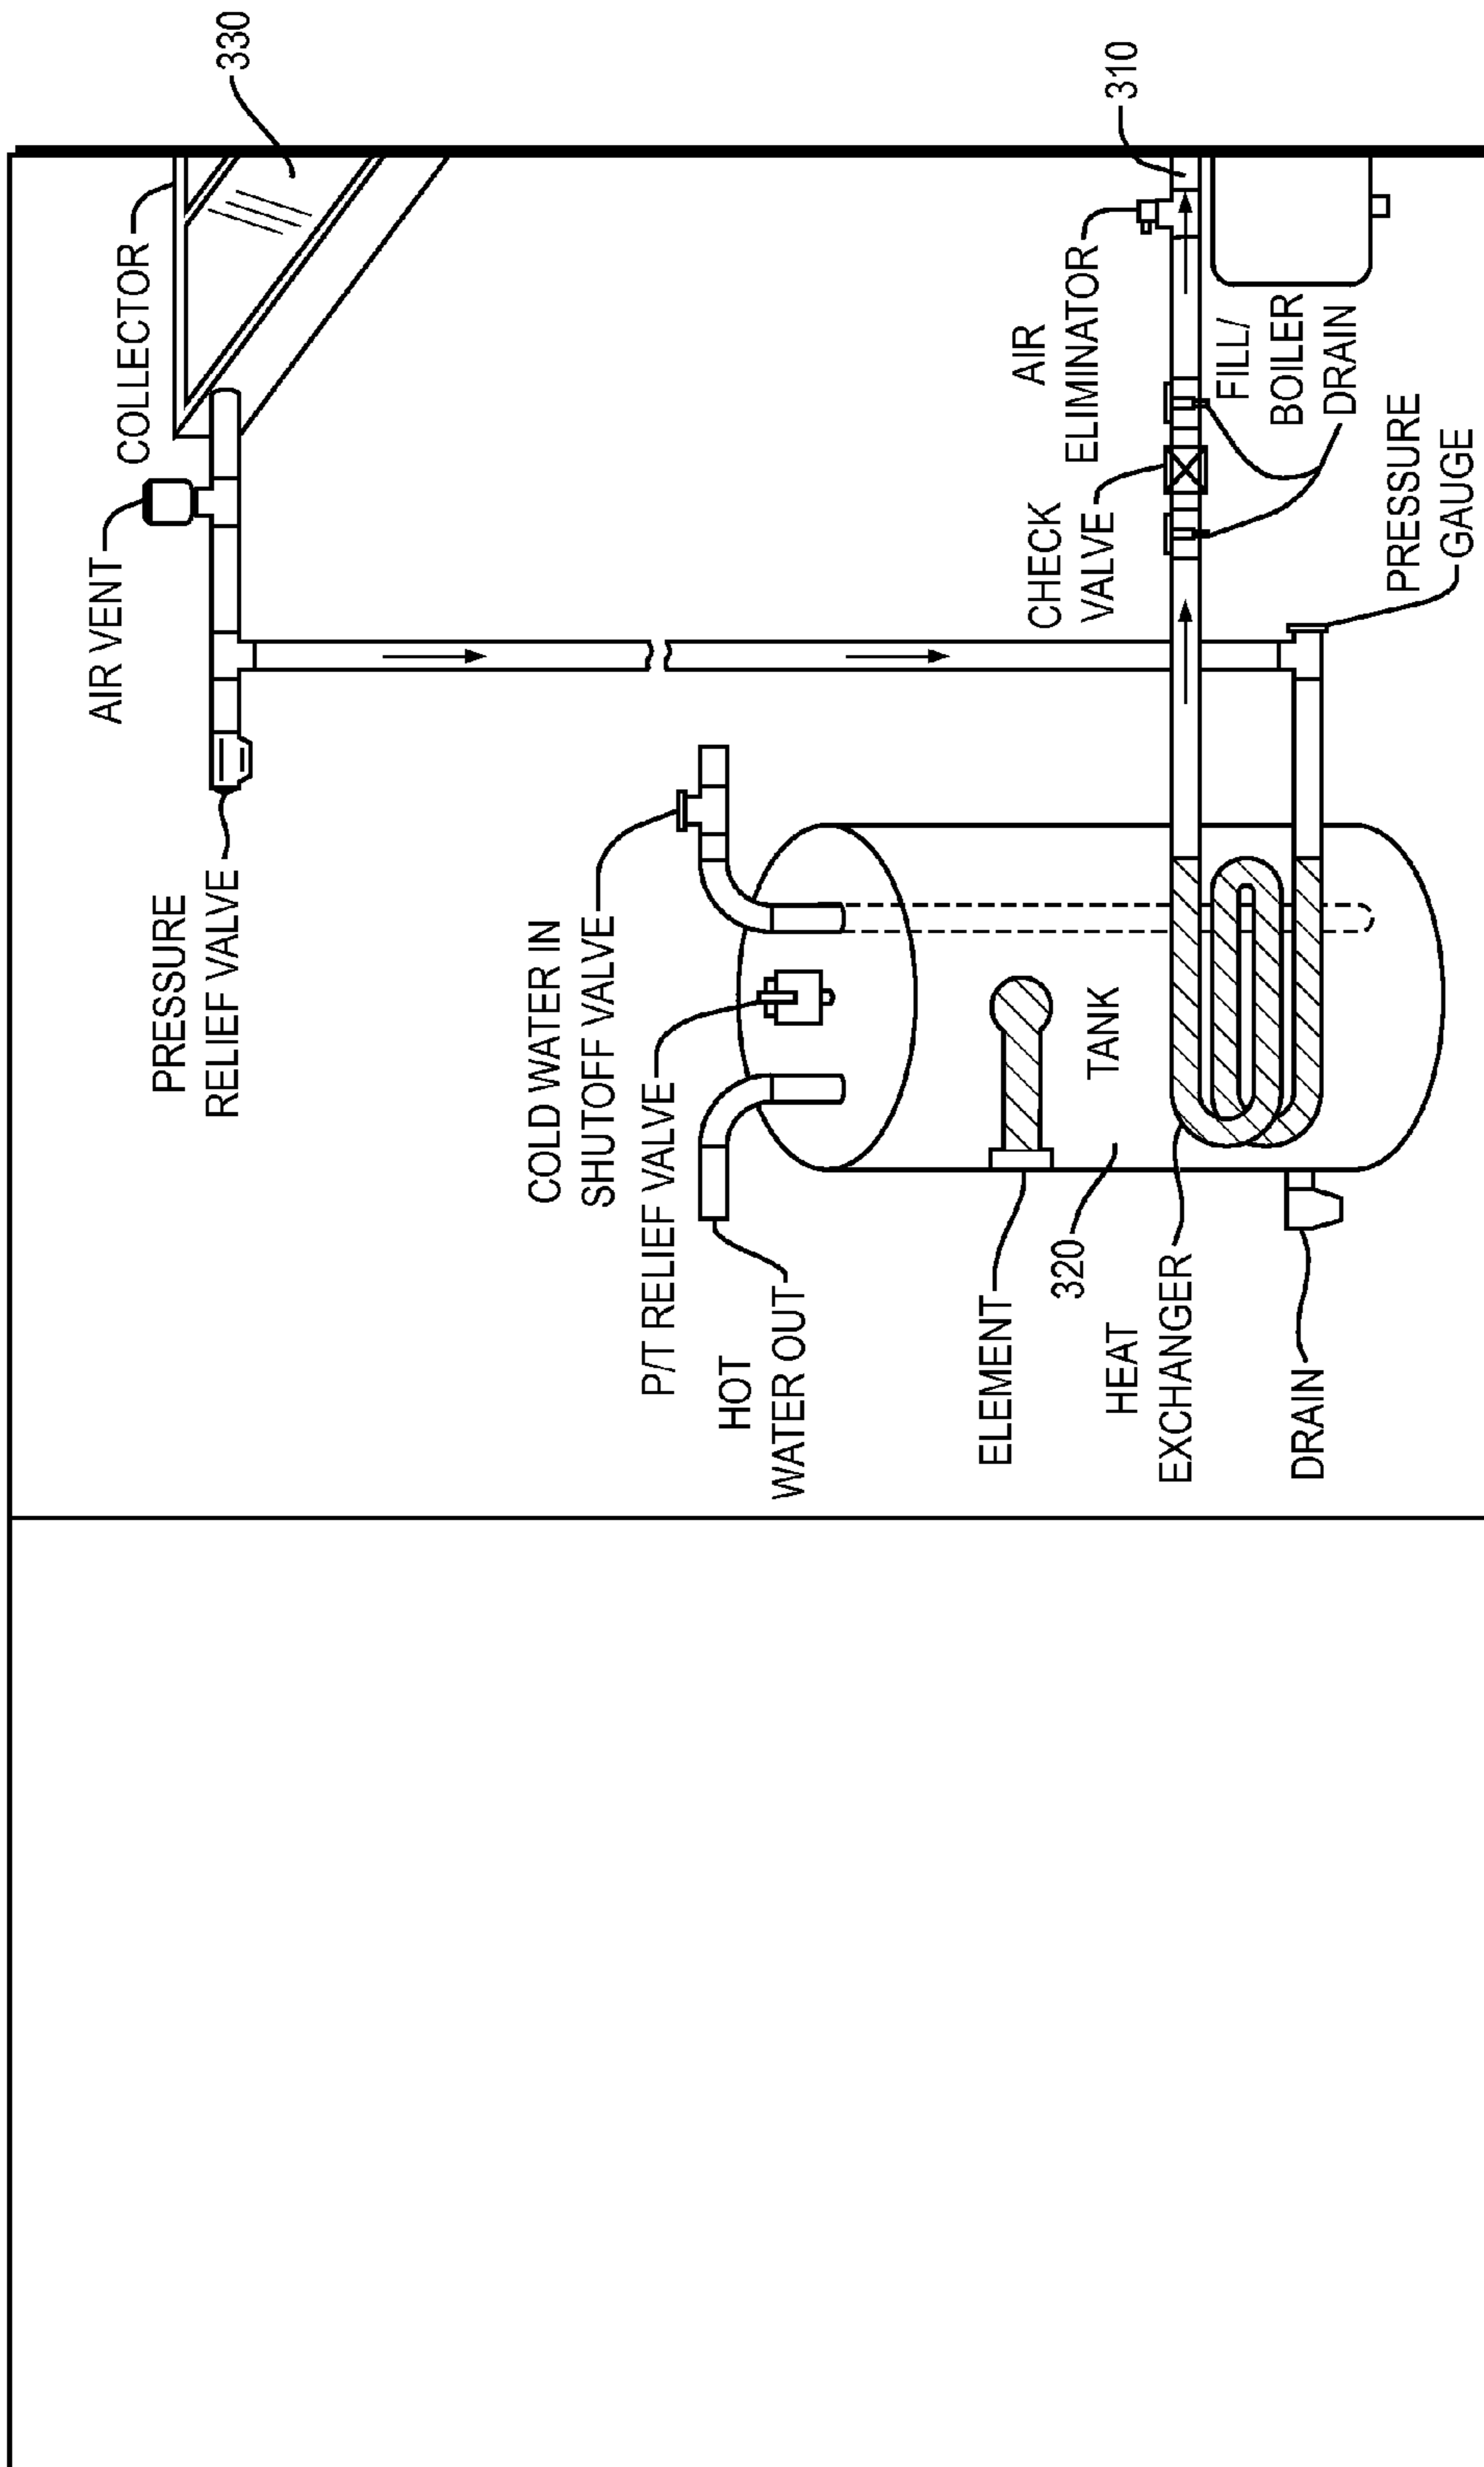 330
COLLECTOR
AIR VENT
PRESSURE
RELIEF VALVE
COLD WATER IN
SHUTOFF VALVE
P/T RELIEF VALVE
HOT
WATER OUT
ELEMENT
320
TANK
HEAT
EXCHANGER
DRAIN
310
AIR
ELIMINATOR
CHECK
VALVE
FILL/
BOILER
DRAIN
PRESSURE
GAUGE